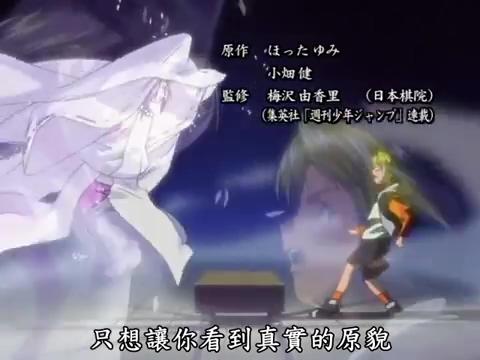 原作 ほったゆみ
小畑 健
監修 梅沢 由香里 （日本棋院）
（集英社「週刊少年ジャンプ」連載）
只想讓你看到真實的原貌